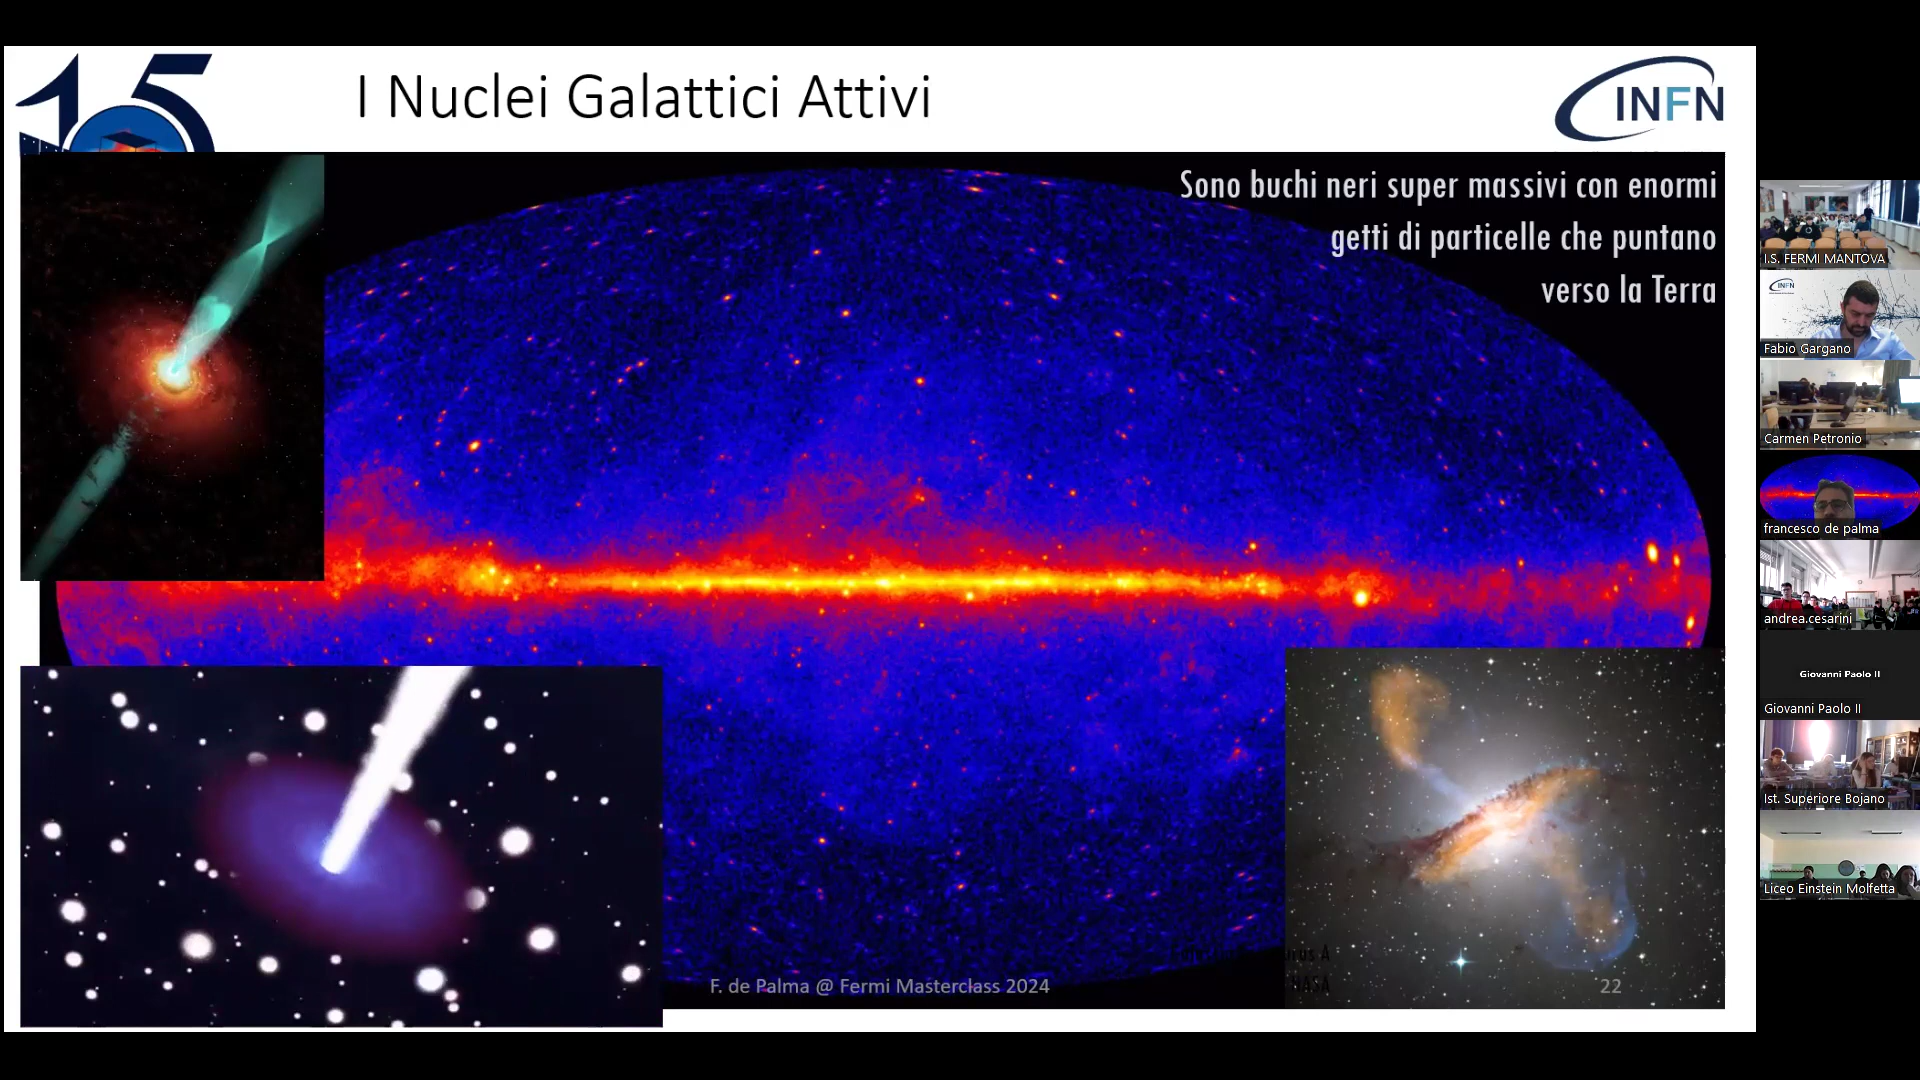 15
I Nuclei Galattici Attivi
INFN
Sono buchi neri super massivi con enormi
getti di particelle che puntano
verso la Terra
F. de Palma @ Fermi Masterclass 2024
22
I.S. FERMI MANTOVA
INFN
Fabio Gargano
Carmen Petronio
francesco de palma
andrea.cesarini
Giovanni Paolo II
Giovanni Paolo II
Ist. Superiore Bojano
Liceo Einstein Molfetta